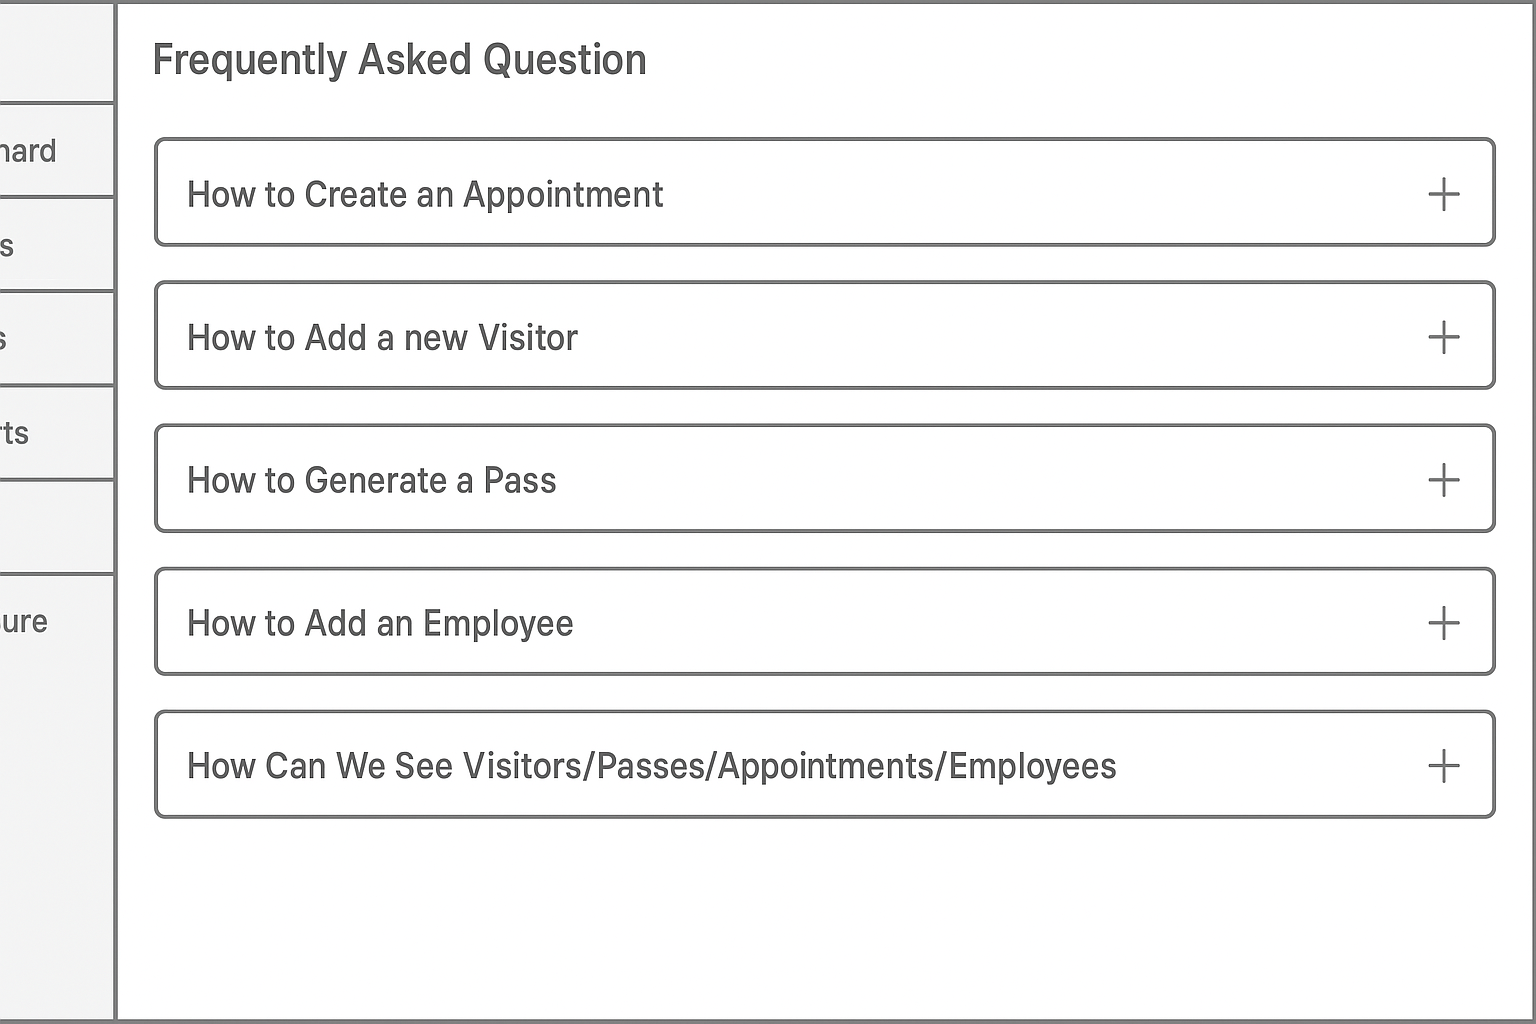 Frequently Asked Question
How to Create an Appointment
How to Add a new Visitor
How to Generate a Pass
How to Add an Employee
How Can We See Visitors/Passes/Appointments/Employees